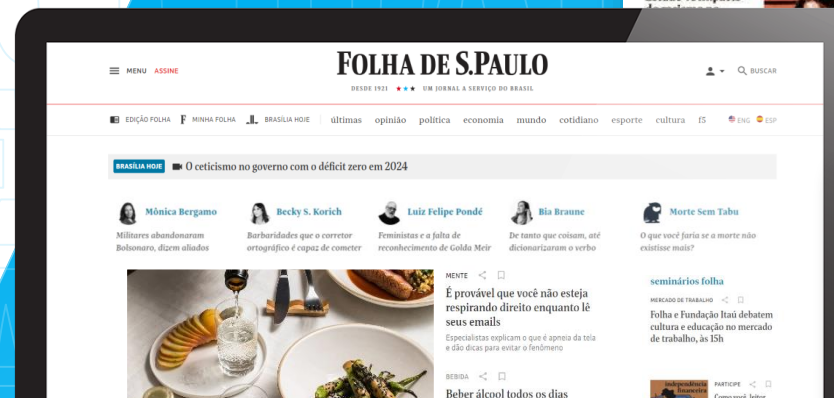 MENU ASSINE
FOLHA DE S.PAULO
BUSCAR
DESDE 1921 ★★★ UM JORNAL A SERVIÇO DO BRASIL
EDIÇÃO FOLHA F MINHA FOLHA BRASÍLIA HOJE últimas opinião política economia mundo cotidiano esporte cultura f5 ENG ESP
BRASÍLIA HOJE O ceticismo no governo com o déficit zero em 2024
Mônica Bergamo
Militares abandonaram
Bolsonaro, dizem aliados
Becky S. Korich
Barbaridades que o corretor
ortográfico é capaz de cometer
Luiz Felipe Pondé
Feministas e a falta de
reconhecimento de Golda Meir
Bia Braune
De tanto que coisam, até
dicionarizaram o verbo
Morte Sem Tabu
O que você faria se a morte não
existisse mais?
MENTE
É provável que você não esteja
respirando direito enquanto lê
seus emails
Especialistas explicam o que é apneia da tela
e dão dicas para evitar o fenômeno
BEBIDA
Beber álcool todos os dias
seminários folha
MERCADO DE TRABALHO
Folha e Fundação Itaú debatem
cultura e educação no mercado
de trabalho, às 15h
independência
financeira
PARTICIPE
Como você, leitor